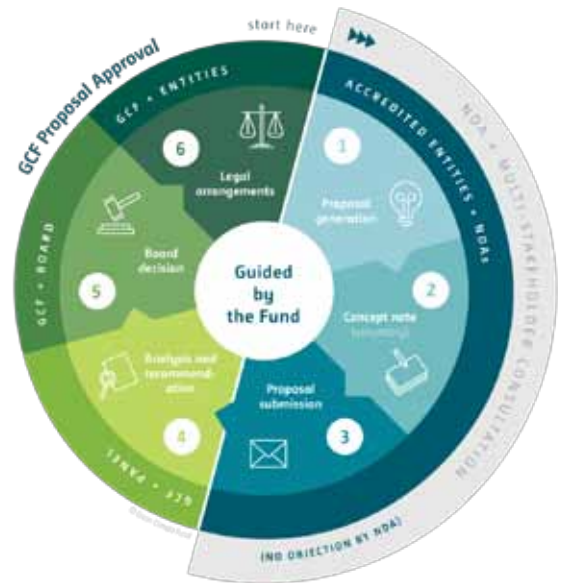 start here
GCF Proposal Approval
GCF + ENTITIES
ACCREDITED ENTITIES + NDAs
NDA + MULTI-STAKEHOLDER CONSULTATION
1
Proposal
generation
2
Concept note
(voluntary)
3
Proposal
submission
(NO OBJECTION BY NDA)
4
Analysis and
recommend-
ation
GCF + PANEL
5
Board
decision
GCF + BOARD
6
Legal
arrangements
Guided
by
the Fund